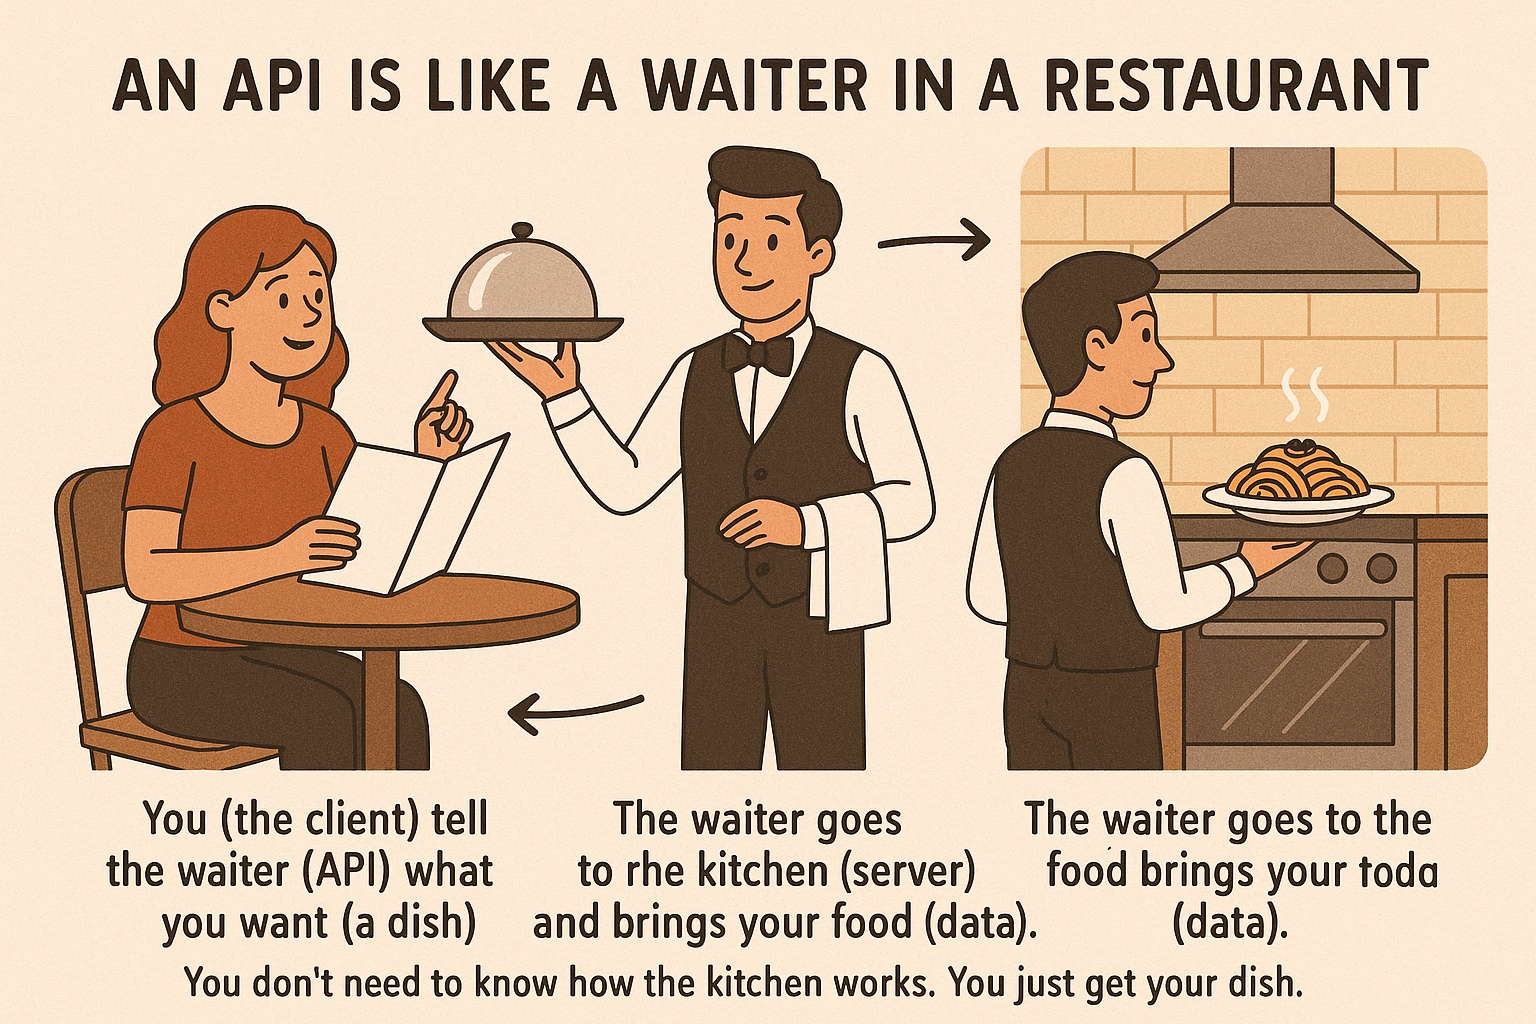 AN API IS LIKE A WAITER IN A RESTAURANT
You (the client) tell
the waiter (API) what
you want (a dish)
The waiter goes
to rhe kitchen (server)
and brings your food (data).
The waiter goes to the
food brings your toda
(data).
You don't need to know how the kitchen works. You just get your dish.